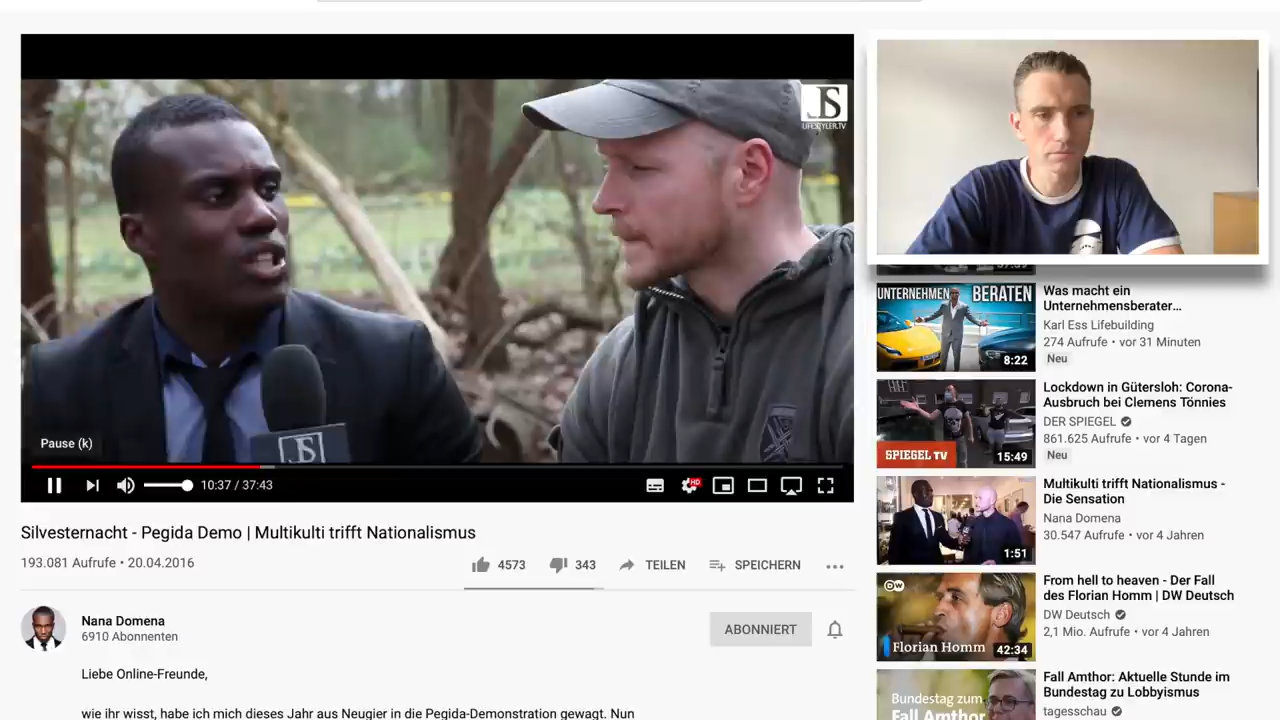 JS
LIFESTYLER.TV
JS
Pause (k)
10:37 / 37:43
HD
Silvesternacht - Pegida Demo | Multikulti trifft Nationalismus
193.081 Aufrufe • 20.04.2016
4573
343
TEILEN
SPEICHERN
Nana Domena
6910 Abonnenten
ABONNIERT
Liebe Online-Freunde,
wie ihr wisst, habe ich mich dieses Jahr aus Neugier in die Pegida-Demonstration gewagt. Nun
UNTERNEHMEN BERATEN
8:22
Was macht ein
Unternehmensberater…
Karl Ess Lifebuilding
274 Aufrufe • vor 31 Minuten
Neu
SPIEGEL TV
15:49
Lockdown in Gütersloh: Corona-
Ausbruch bei Clemens Tönnies
DER SPIEGEL
861.625 Aufrufe • vor 4 Tagen
Neu
1:51
Multikulti trifft Nationalismus -
Die Sensation
Nana Domena
30.547 Aufrufe • vor 4 Jahren
DW
Florian Homm
42:34
From hell to heaven - Der Fall
des Florian Homm | DW Deutsch
DW Deutsch
2,1 Mio. Aufrufe • vor 4 Jahren
Bundestag zum
Fall Amthor
Fall Amthor: Aktuelle Stunde im
Bundestag zu Lobbyismus
tagesschau